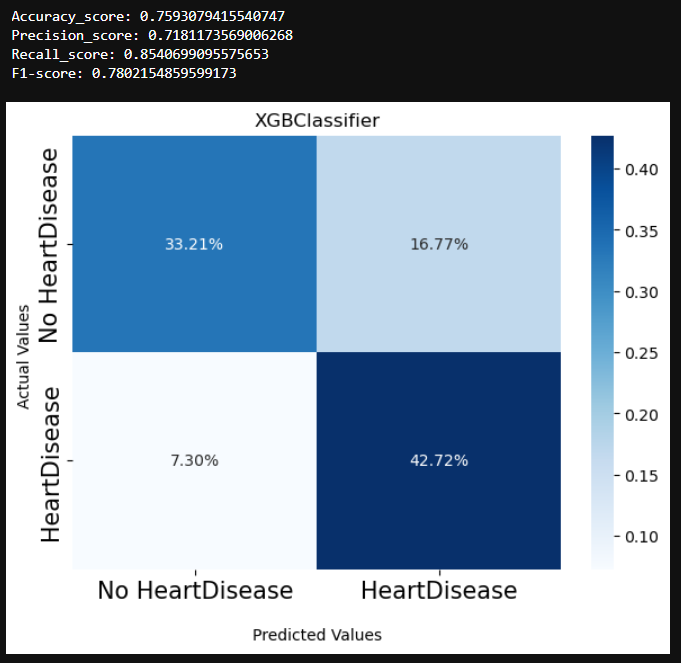 Accuracy_score: 0.7593079415540747
Precision_score: 0.7181173569006268
Recall_score: 0.8540699095575653
F1-score: 0.7802154859599173
XGBClassifier
Actual Values
No HeartDisease
HeartDisease
33.21%
16.77%
7.30%
42.72%
0.40
0.35
0.30
0.25
0.20
0.15
0.10
No HeartDisease
HeartDisease
Predicted Values